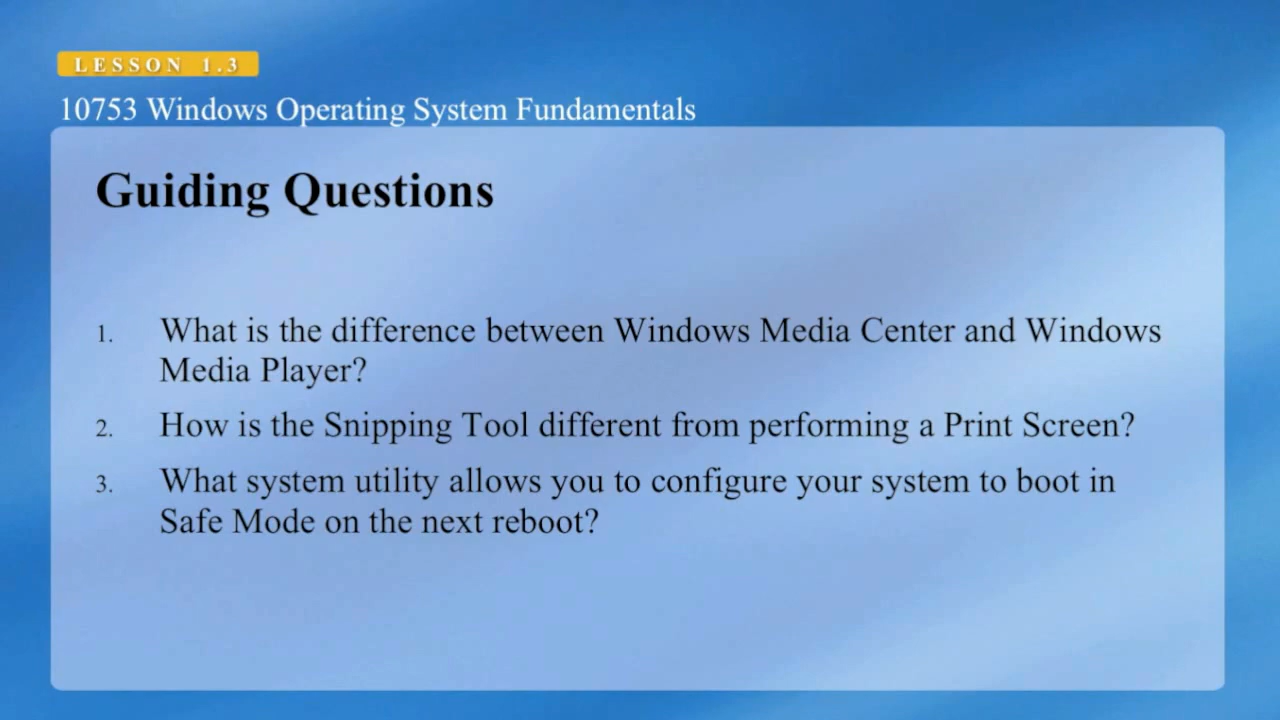 LESSON 1.3
10753 Windows Operating System Fundamentals
Guiding Questions
1. What is the difference between Windows Media Center and Windows
Media Player?
2. How is the Snipping Tool different from performing a Print Screen?
3. What system utility allows you to configure your system to boot in
Safe Mode on the next reboot?